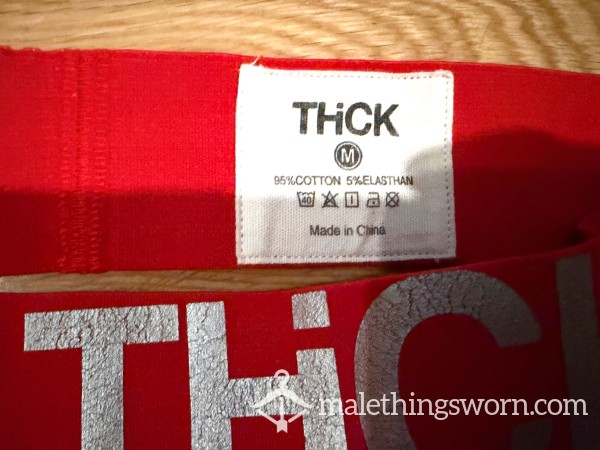 THiCK
M
95%COTTON 5%ELASTHAN
40
Made in China
THiC
malethingsworn.com